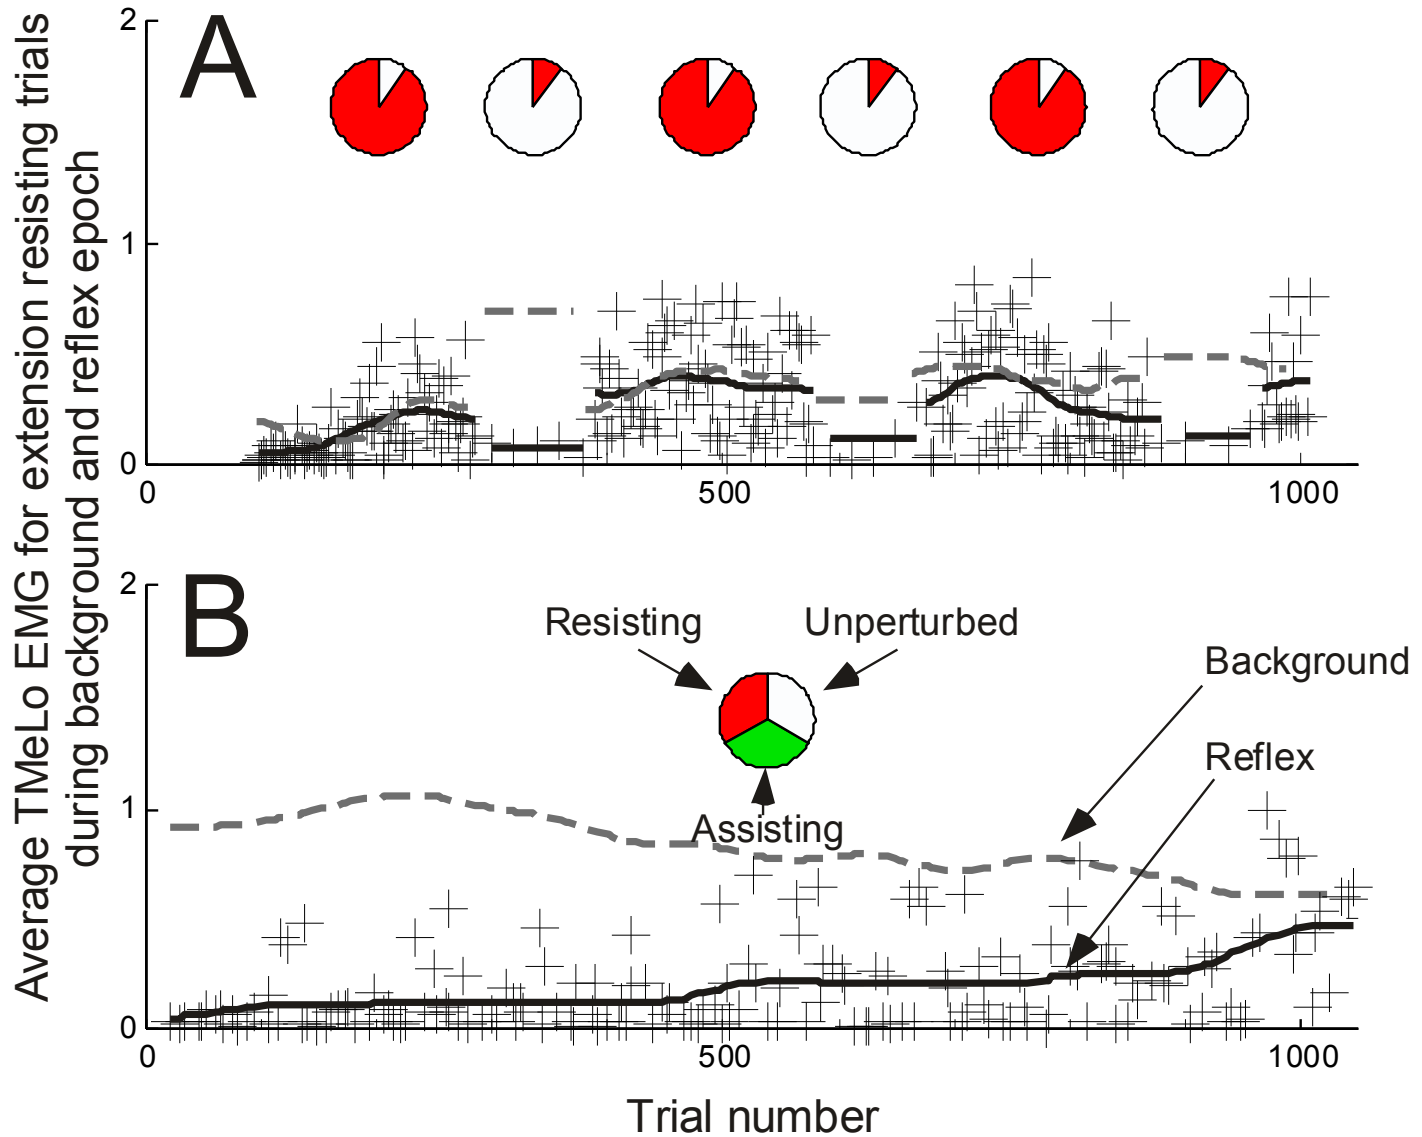 Average TMeLo EMG for extension resisting trials
during background and reflex epoch
A
2
1
0
0
500
1000
B
2
1
0
Resisting
Unperturbed
Assisting
Background
Reflex
0
500
1000
Trial number